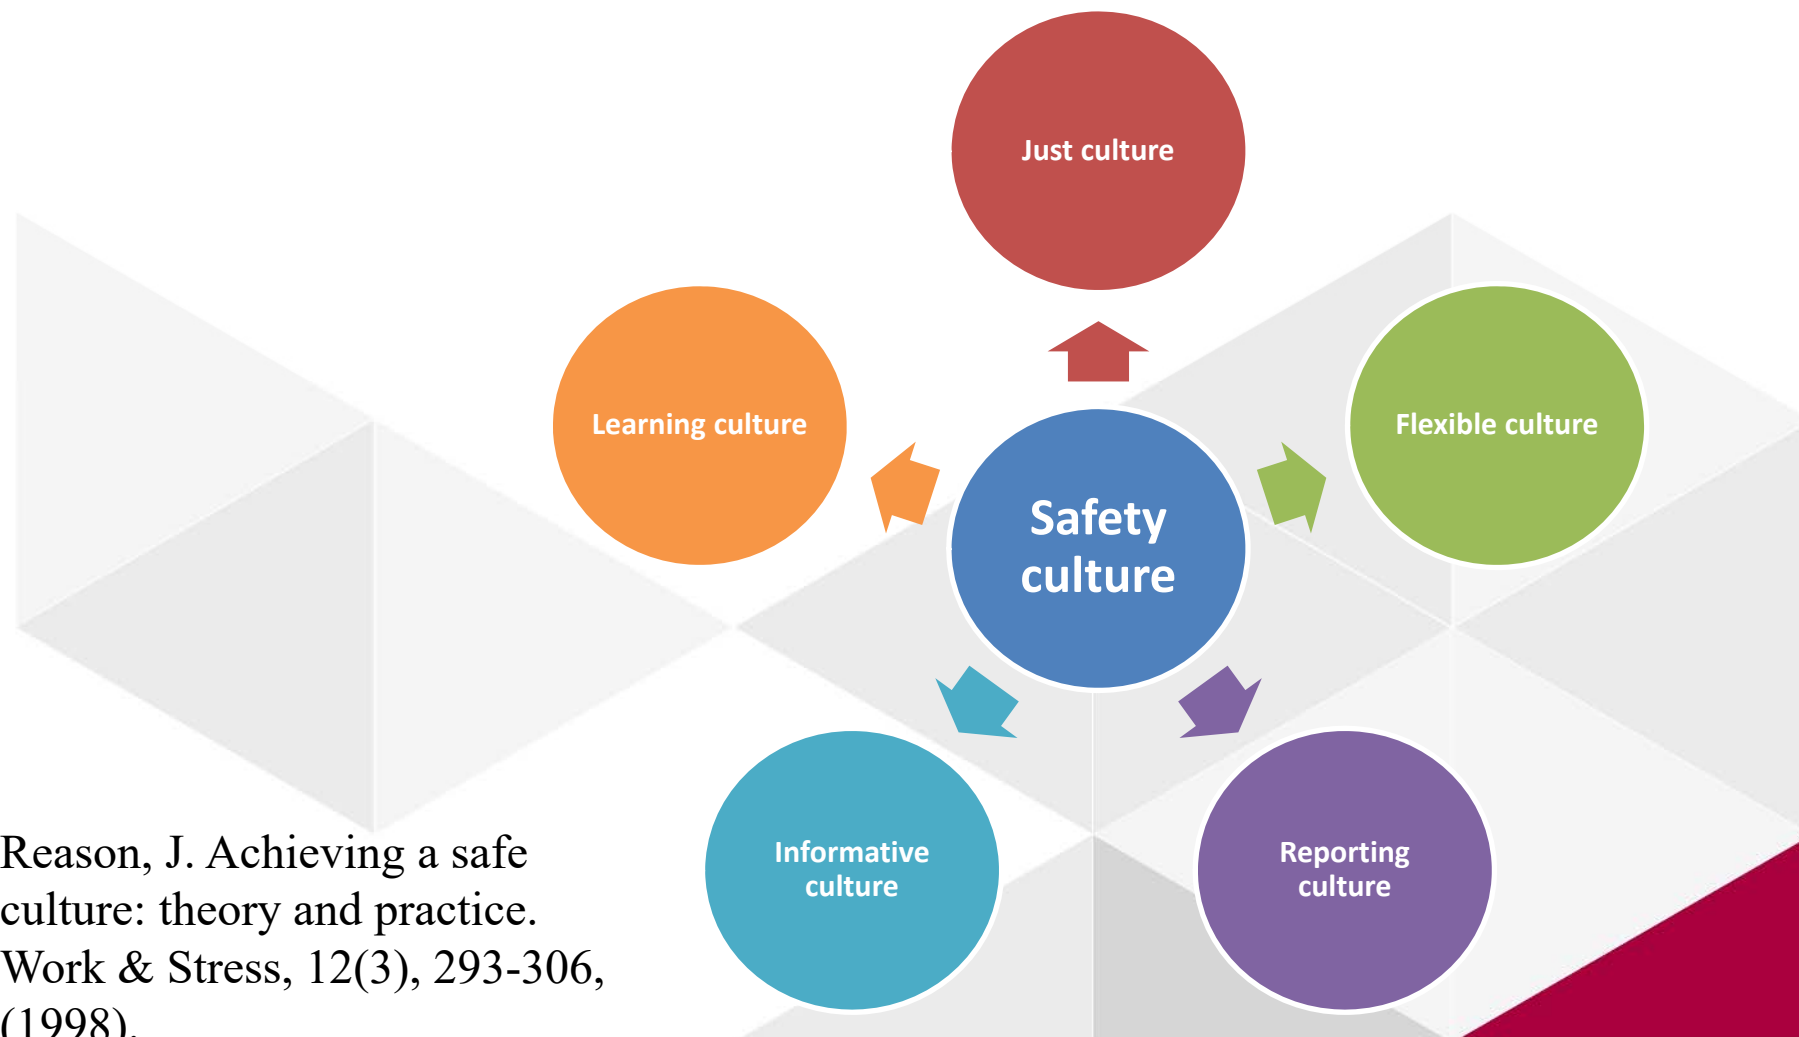 Just culture
Learning culture
Flexible culture
Safety
culture
Informative
culture
Reporting
culture
Reason, J. Achieving a safe
culture: theory and practice.
Work & Stress, 12(3), 293-306,
(1998).